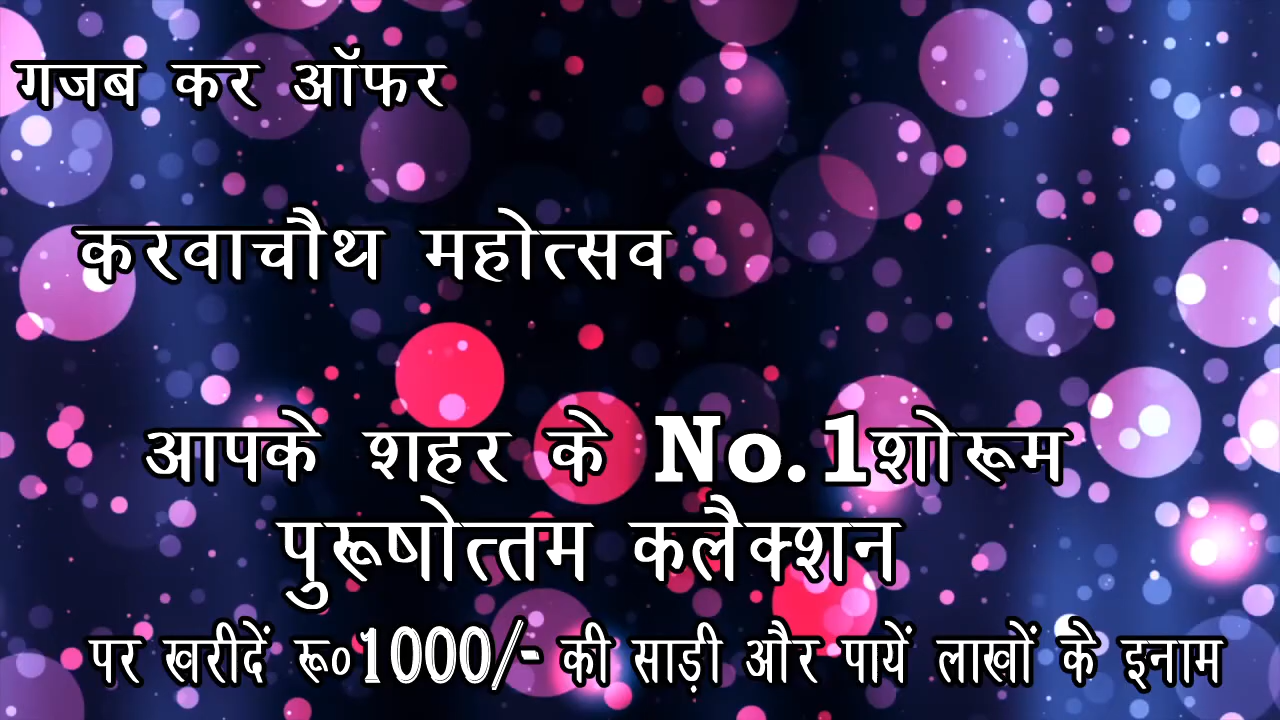 गजब कर ऑफर
करवाचौथ महोत्सव
आपके शहर के No.1शोरूम
पुरूषोत्तम कलैक्शन
पर खरीदें रू०1000/- की साड़ी और पायें लाखों के इनाम